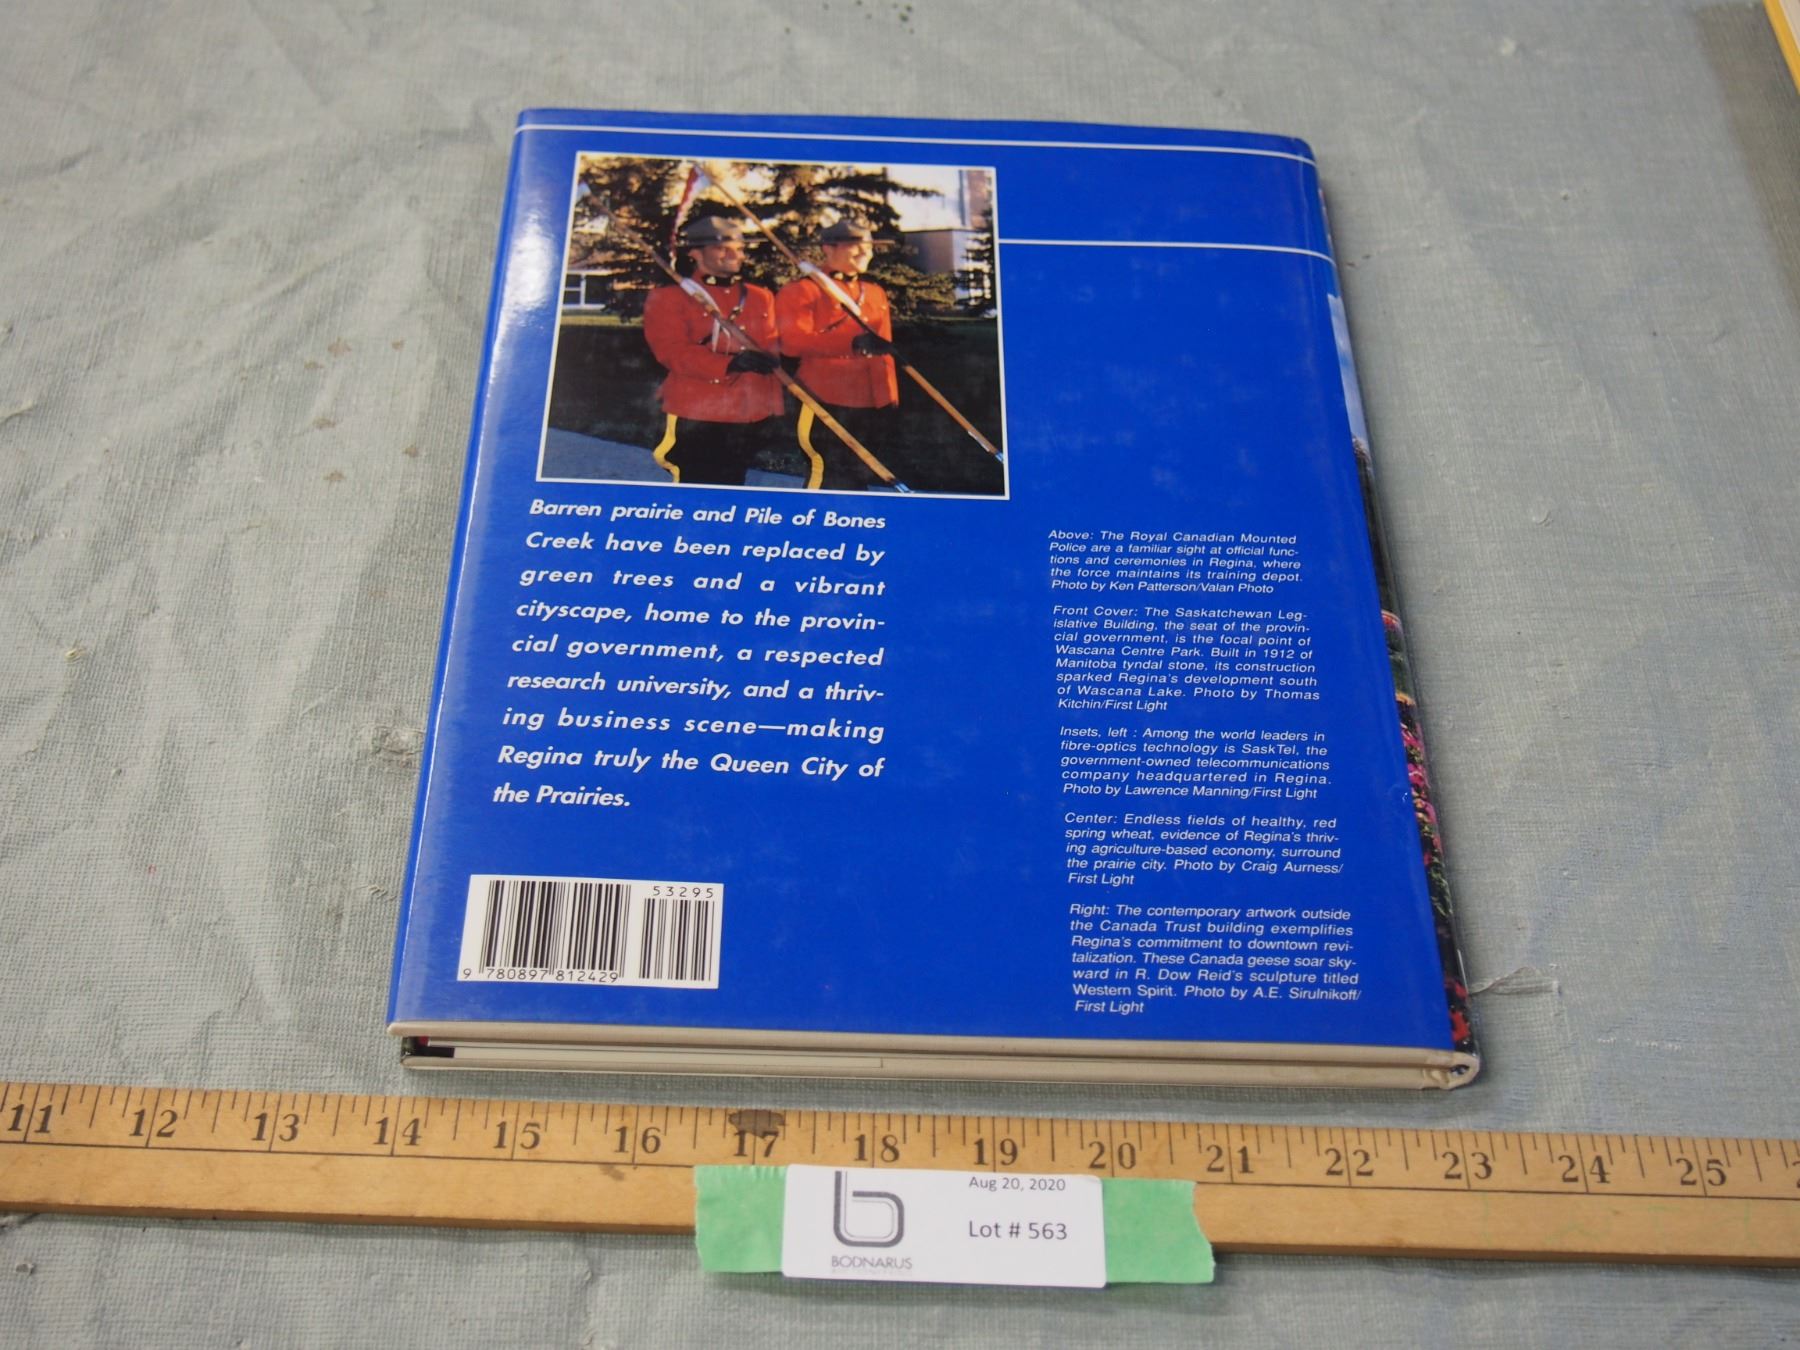 Barren prairie and Pile of Bones
Creek have been replaced by
green trees and a vibrant
cityscape, home to the provin-
cial government, a respected
research university, and a thriv-
ing business scene—making
Regina truly the Queen City of
the Prairies.
Above: The Royal Canadian Mounted
Police are a familiar sight at official func-
tions and ceremonies in Regina, where
the force maintains its training depot.
Photo by Ken Patterson/Valan Photo
Front Cover: The Saskatchewan Leg-
islative Building, the seat of the provin-
cial government, is the focal point of
Wascana Centre Park. Built in 1912 of
Manitoba tyndal stone, its construction
sparked Regina's development south
of Wascana Lake. Photo by Thomas
Kitchin/First Light
Insets, left : Among the world leaders in
fibre-optics technology is SaskTel, the
government-owned telecommunications
company headquartered in Regina.
Photo by Lawrence Manning/First Light
Center: Endless fields of healthy, red
spring wheat, evidence of Regina's thriv-
ing agriculture-based economy, surround
the prairie city. Photo by Craig Aurness/
First Light
Right: The contemporary artwork outside
the Canada Trust building exemplifies
Regina's commitment to downtown revi-
talization. These Canada geese soar sky-
ward in R. Dow Reid's sculpture titled
Western Spirit. Photo by A.E. Sirulnikoff/
First Light
53295
9 780897 812429
11 12 13 14 15 16 17 18 19 20 21 22 23 24 25
Aug 20, 2020
Lot # 563
BODNARUS